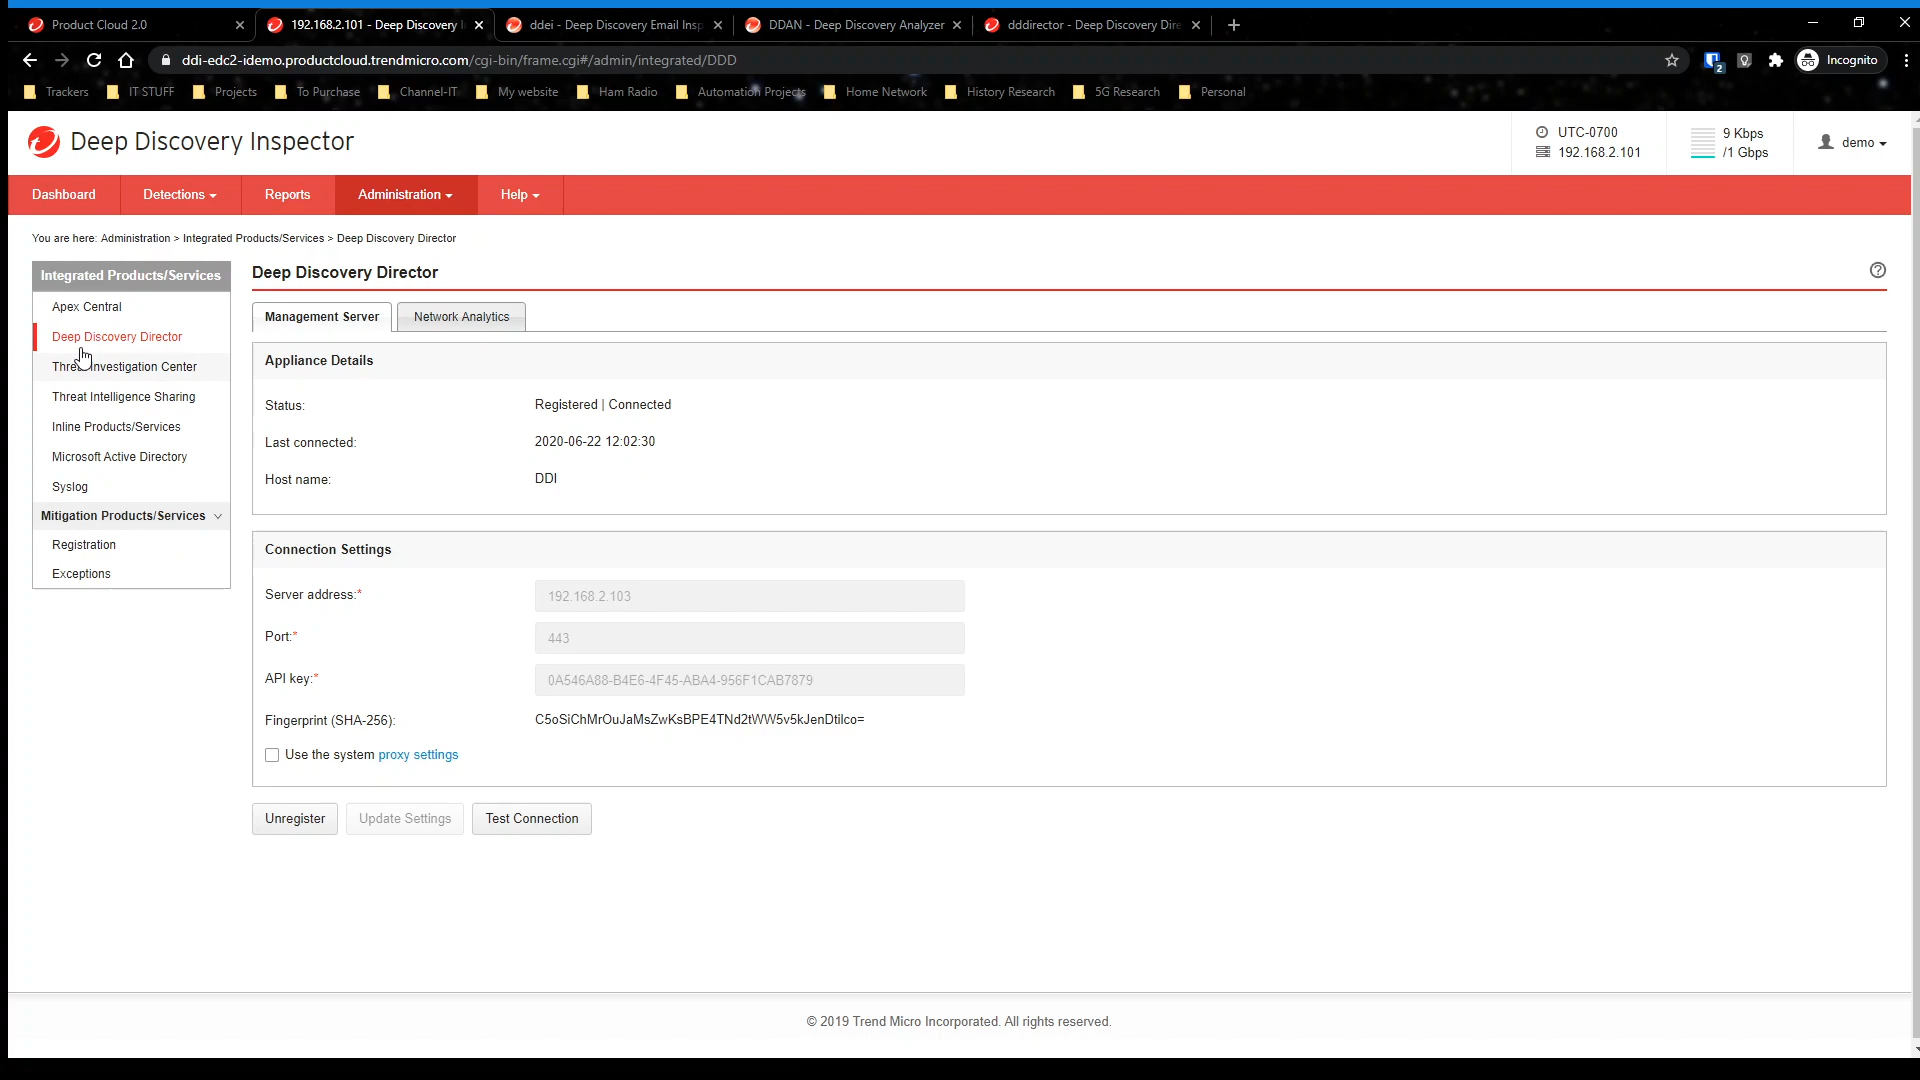 Product Cloud 2.0
192.168.2.101 - Deep Discovery I
ddei - Deep Discovery Email Insp
DDAN - Deep Discovery Analyzer
dddirector - Deep Discovery Dire
ddi-edc2-idemo.productcloud.trendmicro.com/cgi-bin/frame.cgi#/admin/integrated/DDD
2
Incognito
Trackers
IT STUFF
Projects
To Purchase
Channel-IT
My website
Ham Radio
Automation Projects
Home Network
History Research
5G Research
Personal
Deep Discovery Inspector
UTC-0700
192.168.2.101
9 Kbps
/1 Gbps
demo
Dashboard
Detections
Reports
Administration
Help
You are here: Administration > Integrated Products/Services > Deep Discovery Director
Integrated Products/Services
Apex Central
Deep Discovery Director
Threat Investigation Center
Threat Intelligence Sharing
Inline Products/Services
Microsoft Active Directory
Syslog
Mitigation Products/Services
Registration
Exceptions
Deep Discovery Director
Management Server
Network Analytics
Appliance Details
Status: Registered | Connected
Last connected: 2020-06-22 12:02:30
Host name: DDI
Connection Settings
Server address:* 192.168.2.103
Port:* 443
API key:* 0A546A88-B4E6-4F45-ABA4-956F1CAB7879
Fingerprint (SHA-256): C5oSiChMrOuJaMsZwKsBPE4TNd2tWW5v5kJenDtilco=
Use the system proxy settings
Unregister
Update Settings
Test Connection
© 2019 Trend Micro Incorporated. All rights reserved.